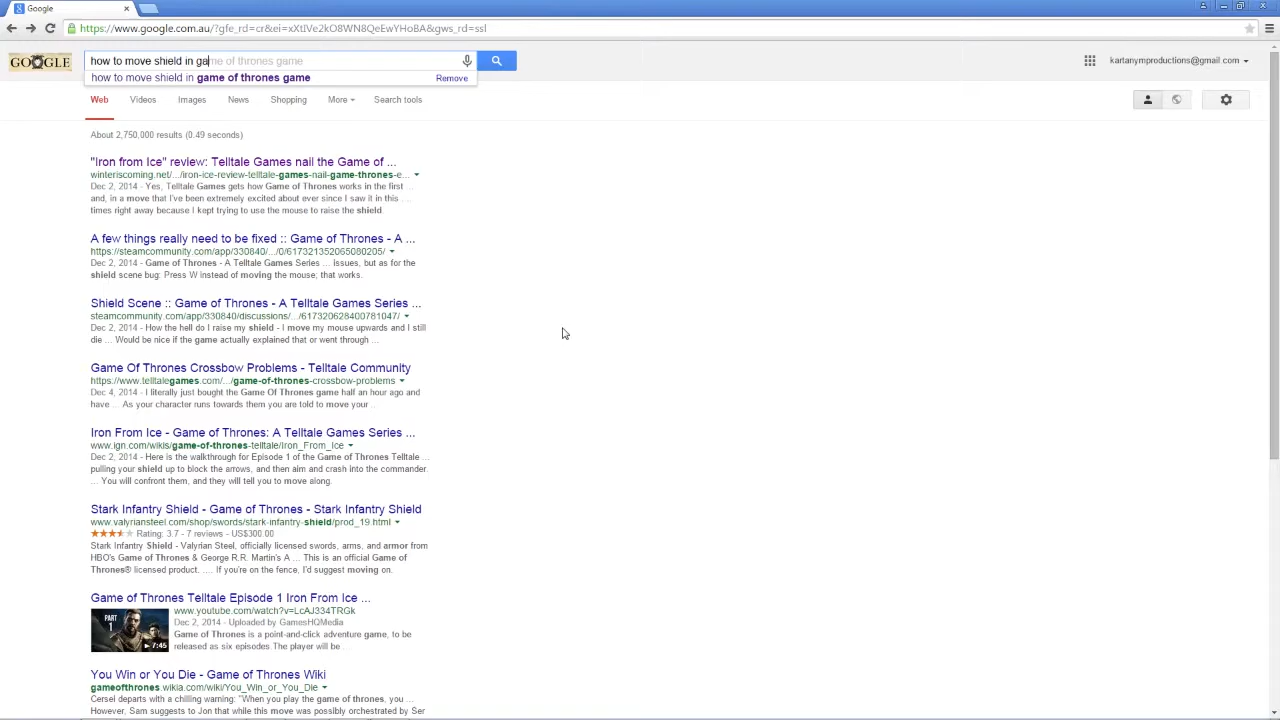 Google
https://www.google.com.au/?gfe_rd=cr&ei=xXtIVe2kO8WN8QeEwYHoBA&gws_rd=ssl
GOOGLE
how to move shield in game of thrones game
kartanymproductions@gmail.com
how to move shield in game of thrones game
Remove
Web Videos Images News Shopping More Search tools
About 2,750,000 results (0.49 seconds)
"Iron from Ice" review: Telltale Games nail the Game of ...
winteriscoming.net/.../iron-ice-review-telltale-games-nail-game-thrones-e...
Dec 2, 2014 - Yes, Telltale Games gets how Game of Thrones works in the first ...
and, in a move that I've been extremely excited about ever since I saw it in this ...
times right away because I kept trying to use the mouse to raise the shield.
A few things really need to be fixed :: Game of Thrones - A ...
https://steamcommunity.com/app/330840/.../0/617321352065080205/
Dec 2, 2014 - Game of Thrones - A Telltale Games Series ... issues, but as for the
shield scene bug: Press W instead of moving the mouse; that works.
Shield Scene :: Game of Thrones - A Telltale Games Series ...
steamcommunity.com/app/330840/discussions/.../617320628400781047/
Dec 2, 2014 - How the hell do I raise my shield - I move my mouse upwards and I still
die ... Would be nice if the game actually explained that or went through ...
Game Of Thrones Crossbow Problems - Telltale Community
https://www.telltalegames.com/.../game-of-thrones-crossbow-problems
Dec 4, 2014 - I literally just bought the Game Of Thrones game half an hour ago and
have ... As your character runs towards them you are told to move your ...
Iron From Ice - Game of Thrones: A Telltale Games Series ...
www.ign.com/wikis/game-of-thrones-telltale/Iron_From_Ice
Dec 2, 2014 - Here is the walkthrough for Episode 1 of the Game of Thrones Telltale ...
pulling your shield up to block the arrows, and then aim and crash into the commander.
... You will confront them, and they will tell you to move along.
Stark Infantry Shield - Game of Thrones - Stark Infantry Shield
www.valyriansteel.com/shop/swords/stark-infantry-shield/prod_19.html
Rating: 3.7 - 7 reviews - US$300.00
Stark Infantry Shield - Valyrian Steel, officially licensed swords, arms, and armor from
HBO's Game of Thrones & George R.R. Martin's A ... This is an official Game of
Thrones® licensed product. .... If you're on the fence, I'd suggest moving on.
Game of Thrones Telltale Episode 1 Iron From Ice ...
www.youtube.com/watch?v=LcAJ334TRGk
Dec 2, 2014 - Uploaded by GamesHQMedia
Game of Thrones is a point-and-click adventure game, to be
released as six episodes.The player will be ...
PART
1
7:45
You Win or You Die - Game of Thrones Wiki
gameofthrones.wikia.com/wiki/You_Win_or_You_Die
Cersei departs with a chilling warning: "When you play the game of thrones, you ...
However, Sam suggests to Jon that while this move was possibly orchestrated by Ser